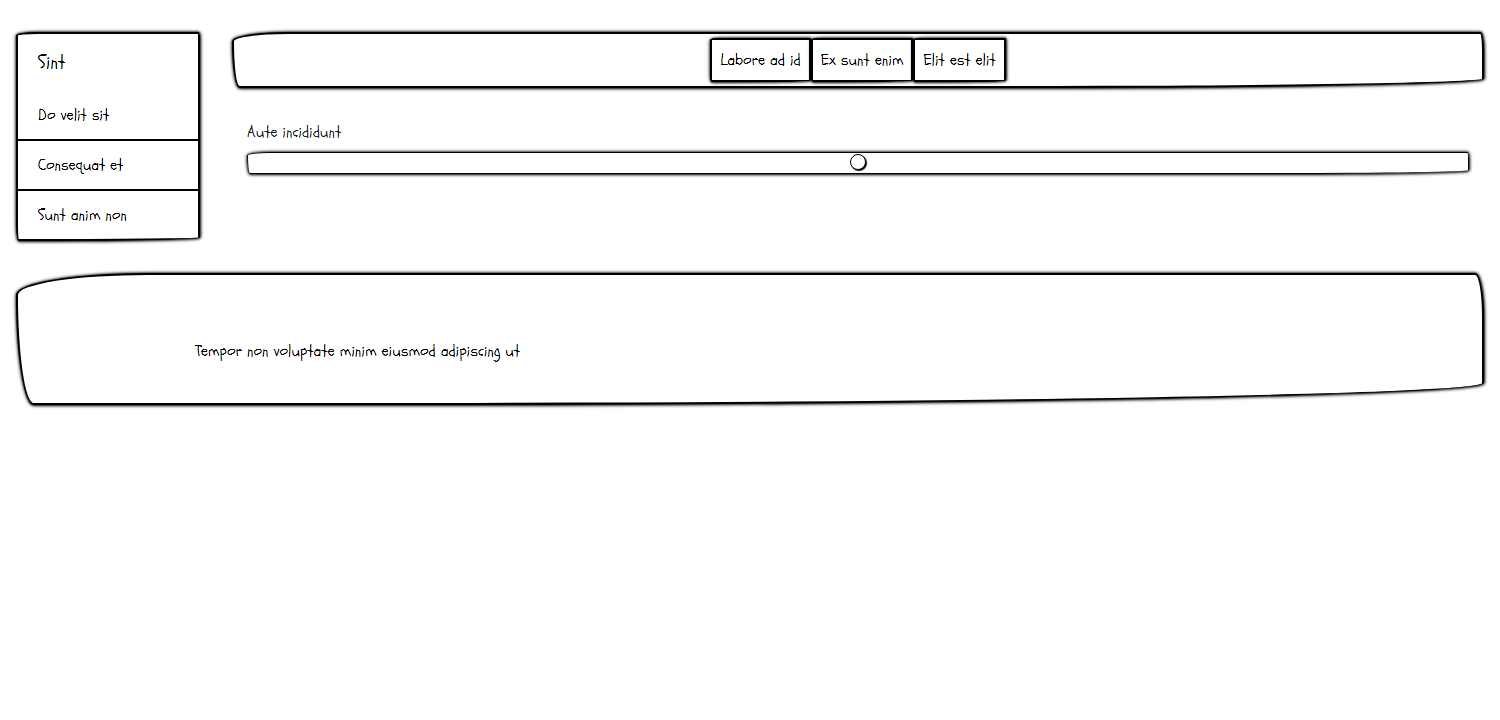 Sint
Do velit sit
Consequat et
Sunt anim non
Labore ad id
Ex sunt enim
Elit est elit
Aute incididunt
Tempor non voluptate minim eiusmod adipiscing ut